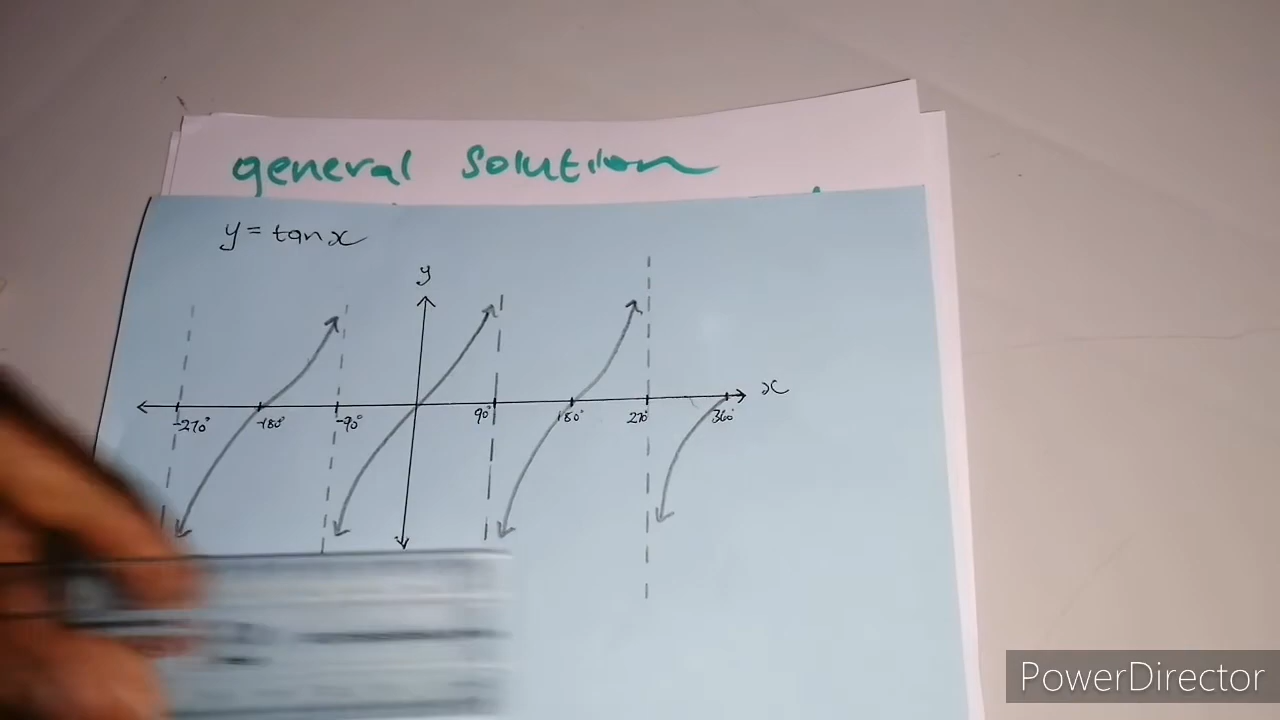 general solution
y = tan x
y
x
-270° -180° -90° 90° 180° 270° 360°
PowerDirector